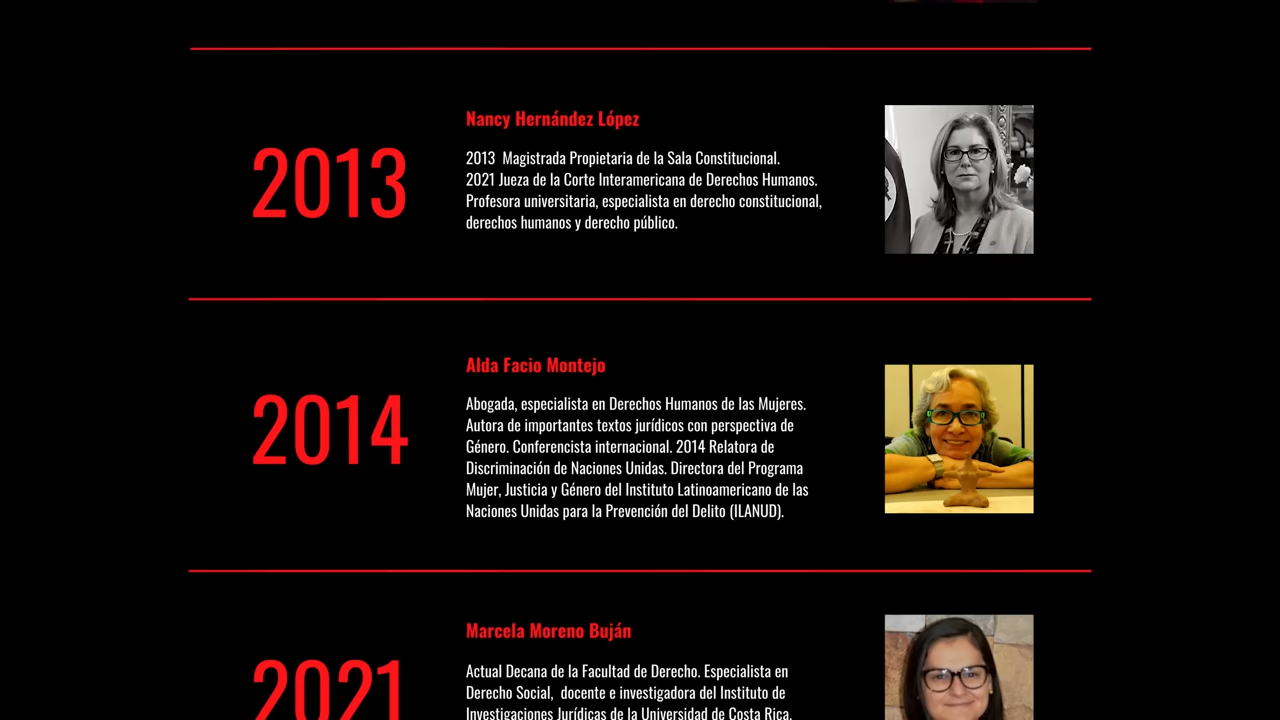 2013
Nancy Hernández López
2013  Magistrada Propietaria de la Sala Constitucional.
2021 Jueza de la Corte Interamericana de Derechos Humanos.
Profesora universitaria, especialista en derecho constitucional,
derechos humanos y derecho público.
2014
Alda Facio Montejo
Abogada, especialista en Derechos Humanos de las Mujeres.
Autora de importantes textos jurídicos con perspectiva de
Género. Conferencista internacional. 2014 Relatora de
Discriminación de Naciones Unidas. Directora del Programa
Mujer, Justicia y Género del Instituto Latinoamericano de las
Naciones Unidas para la Prevención del Delito (ILANUD).
2021
Marcela Moreno Buján
Actual Decana de la Facultad de Derecho. Especialista en
Derecho Social,  docente e investigadora del Instituto de
Investigaciones Jurídicas de la Universidad de Costa Rica.